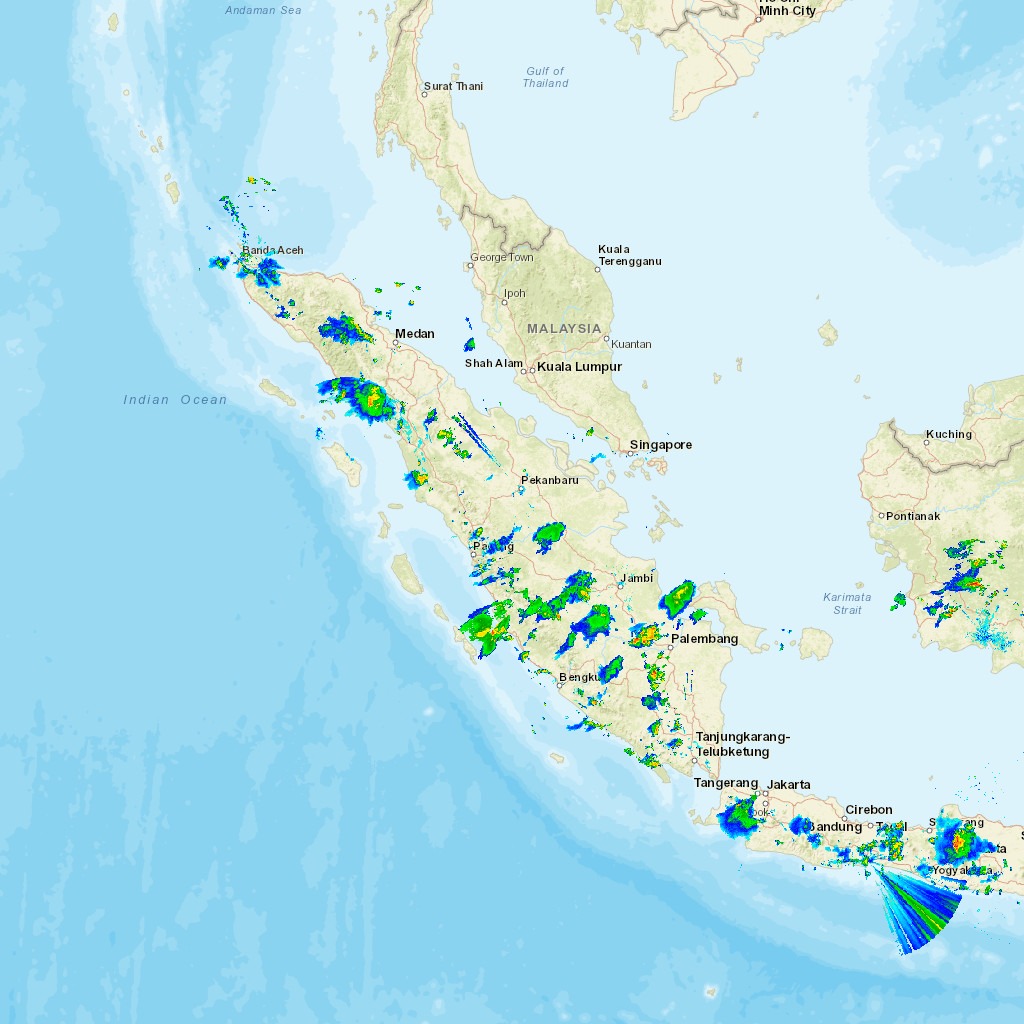 Andaman Sea
Minh City
Gulf of
Thailand
Surat Thani
Banda Aceh
George Town
Kuala
Terengganu
Ipoh
MALAYSIA
Medan
Kuantan
Shah Alam
Kuala Lumpur
Indian Ocean
Singapore
Kuching
Pekanbaru
Pontianak
Jambi
Karimata
Strait
Palembang
Tanjungkarang-
Telubketung
Tangerang
Jakarta
Cirebon
Bandung